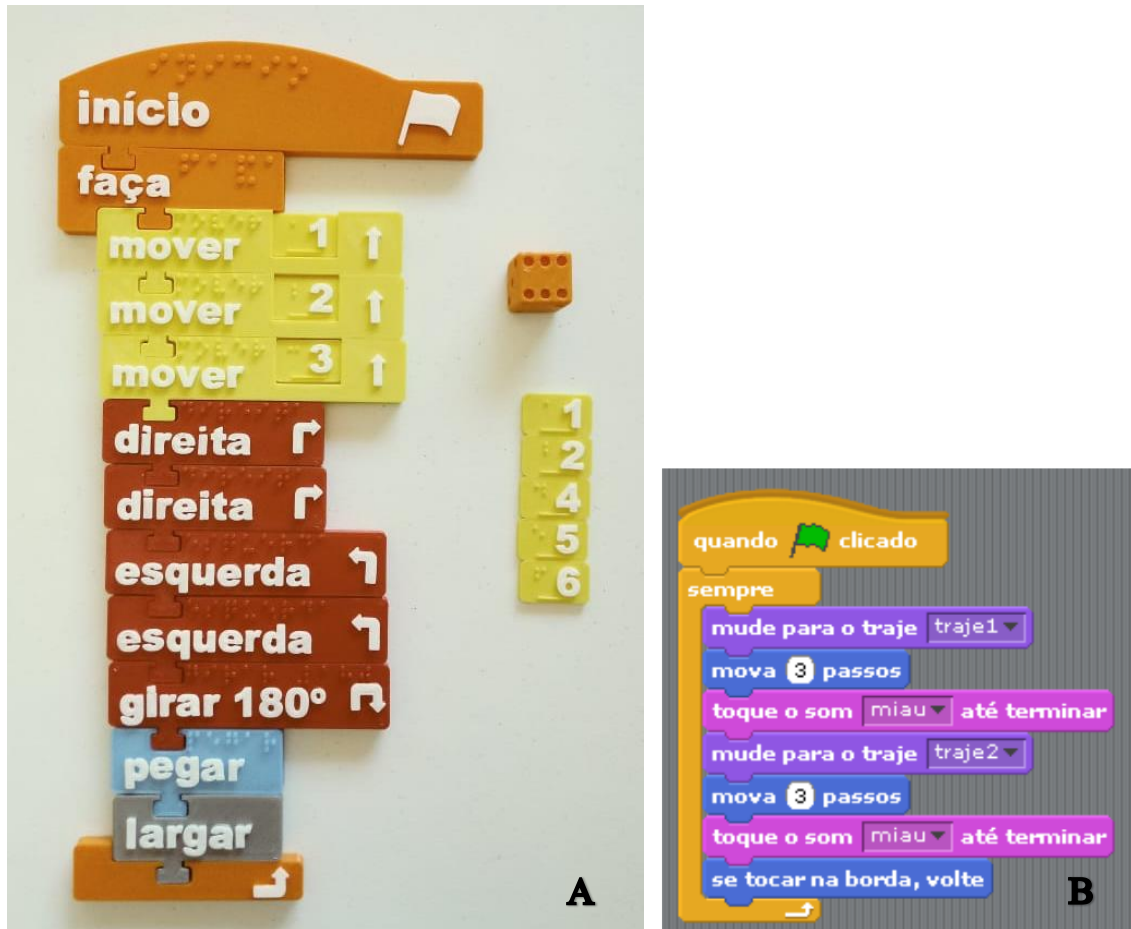 início
faça
mover 1
mover 2
mover 3
direita
direita
esquerda
esquerda
girar 180º
pegar
largar
1
2
4
5
6
A
quando clicado
sempre
mude para o traje traje1
mova 3 passos
toque o som miau até terminar
mude para o traje traje2
mova 3 passos
toque o som miau até terminar
se tocar na borda, volte
B